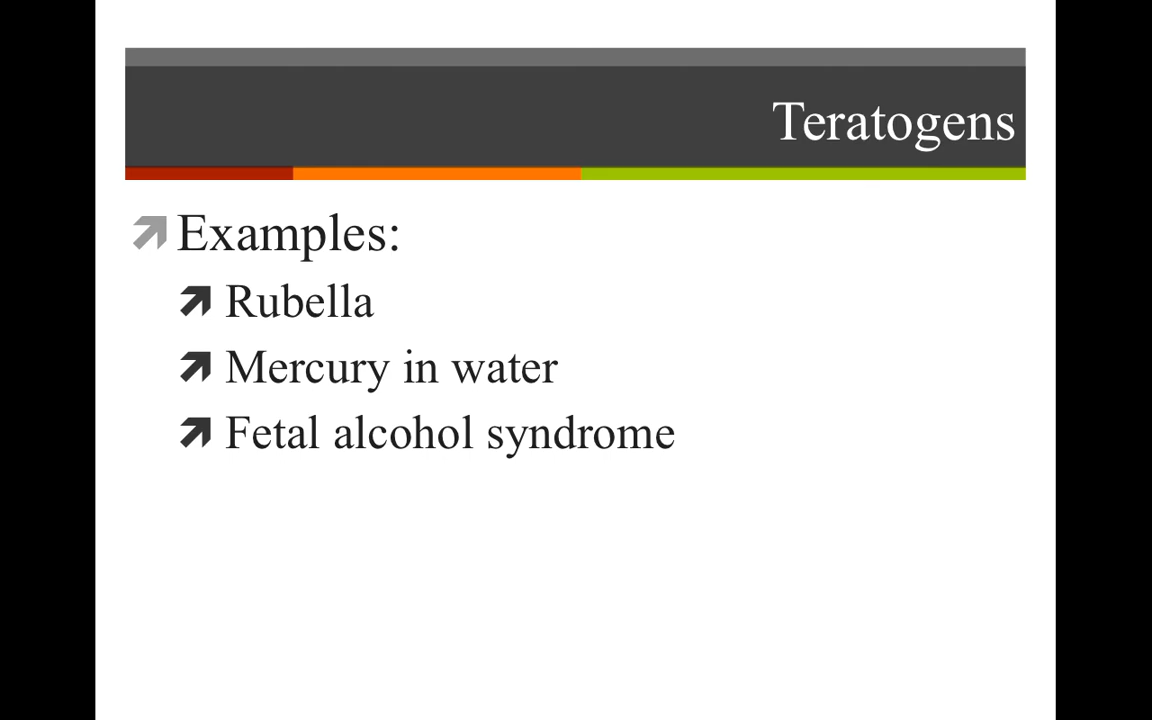 Teratogens
Examples:
Rubella
Mercury in water
Fetal alcohol syndrome